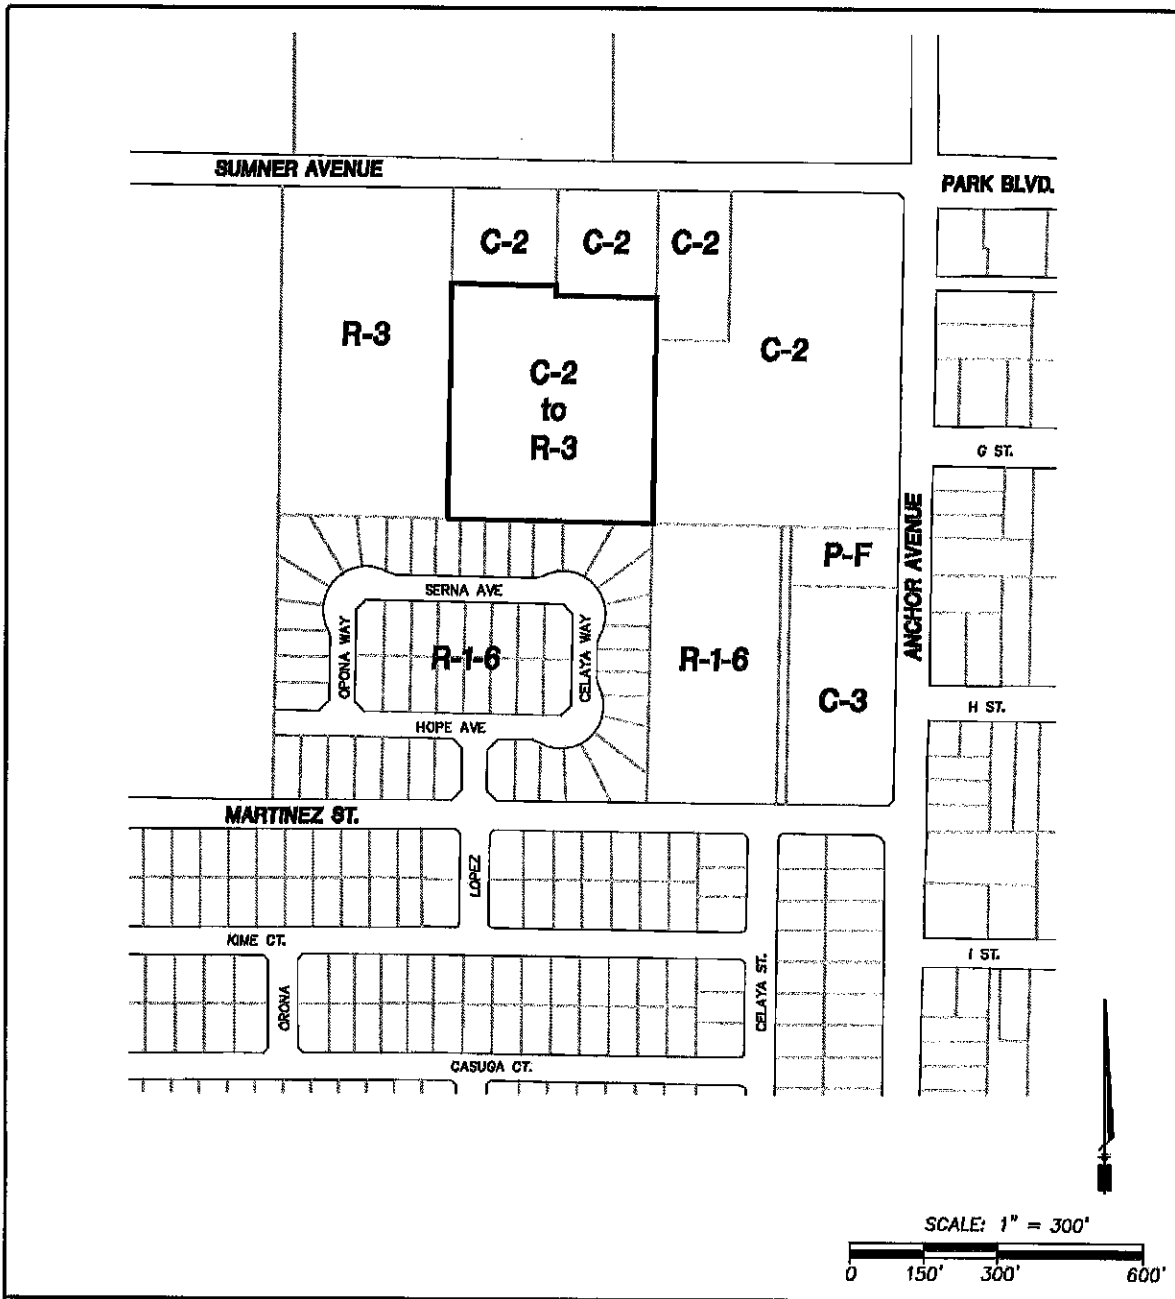 SUMNER AVENUE
PARK BLVD.
C-2
C-2
C-2
R-3
C-2
C-2
to
R-3
G ST.
ANCHOR AVENUE
P-F
SERNA AVE
OPONA WAY
CELAYA WAY
R-1-6
R-1-6
C-3
HOPE AVE
H ST.
MARTINEZ ST.
LOPEZ
KIME CT.
CELAYA ST.
I ST.
ORONA
CASUGA CT.
SCALE: 1" = 300'
0 150' 300' 600'